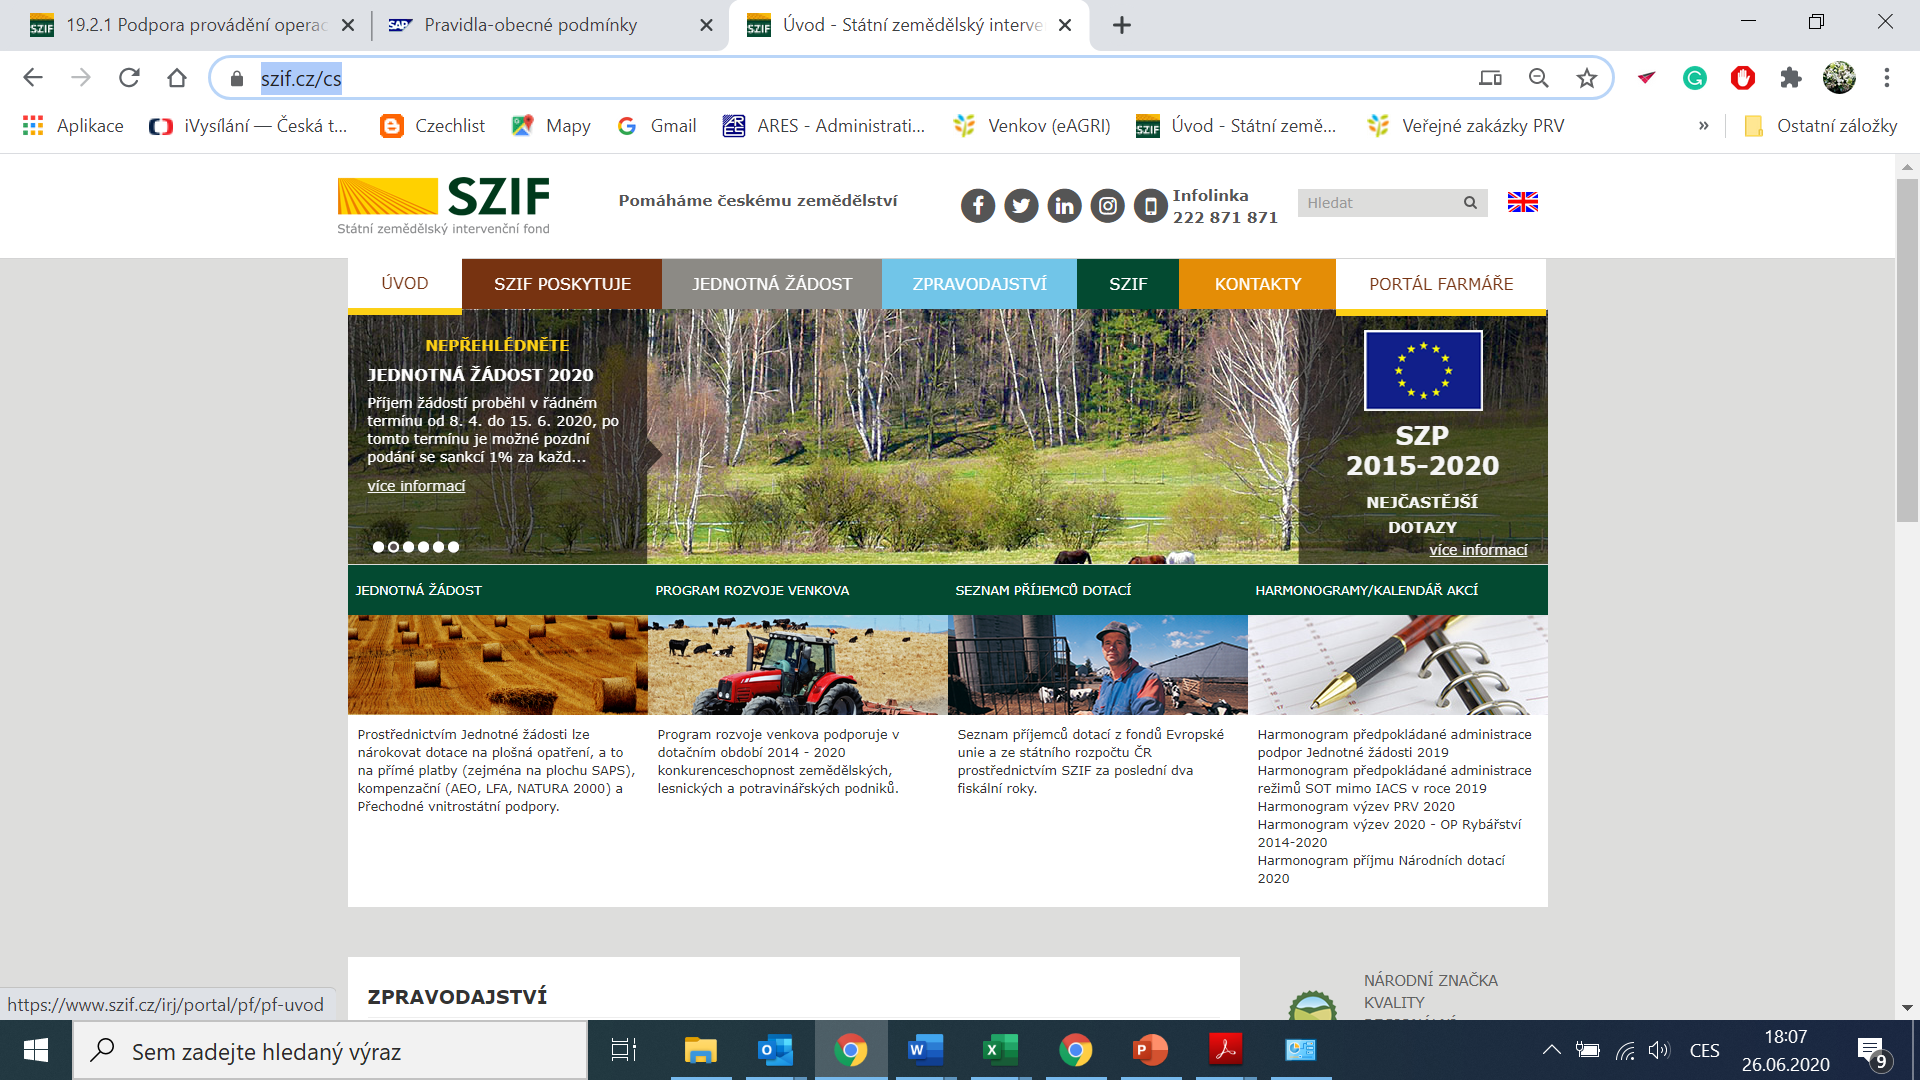 19.2.1 Podpora provádění operac
Pravidla-obecné podmínky
Úvod - Státní zemědělský interve
szif.cz/cs
Aplikace
iVysílání — Česká t...
Czechlist
Mapy
Gmail
ARES - Administrati...
Venkov (eAGRI)
Úvod - Státní země...
Veřejné zakázky PRV
»
Ostatní záložky
SZIF
Státní zemědělský intervenční fond
Pomáháme českému zemědělství
Infolinka
222 871 871
Hledat
ÚVOD
SZIF POSKYTUJE
JEDNOTNÁ ŽÁDOST
ZPRAVODAJSTVÍ
SZIF
KONTAKTY
PORTÁL FARMÁŘE
NEPŘEHLÉDNĚTE
JEDNOTNÁ ŽÁDOST 2020
Příjem žádostí proběhl v řádném
termínu od 8. 4. do 15. 6. 2020, po
tomto termínu je možné pozdní
podání se sankcí 1% za každ...
více informací
SZP
2015-2020
NEJČASTĚJŠÍ
DOTAZY
více informací
JEDNOTNÁ ŽÁDOST
Prostřednictvím Jednotné žádosti lze
nárokovat dotace na plošná opatření, a to
na přímé platby (zejména na plochu SAPS),
kompenzační (AEO, LFA, NATURA 2000) a
Přechodné vnitrostátní podpory.
PROGRAM ROZVOJE VENKOVA
Program rozvoje venkova podporuje v
dotačním období 2014 - 2020
konkurenceschopnost zemědělských,
lesnických a potravinářských podniků.
SEZNAM PŘÍJEMCŮ DOTACÍ
Seznam příjemců dotací z fondů Evropské
unie a ze státního rozpočtu ČR
prostřednictvím SZIF za poslední dva
fiskální roky.
HARMONOGRAMY/KALENDÁŘ AKCÍ
Harmonogram předpokládané administrace
podpor Jednotné žádosti 2019
Harmonogram předpokládané administrace
režimů SOT mimo IACS v roce 2019
Harmonogram výzev PRV 2020
Harmonogram výzev 2020 - OP Rybářství
2014-2020
Harmonogram příjmu Národních dotací
2020
ZPRAVODAJSTVÍ
NÁRODNÍ ZNAČKA
KVALITY
https://www.szif.cz/irj/portal/pf/pf-uvod
Sem zadejte hledaný výraz
CES
18:07
26.06.2020
9